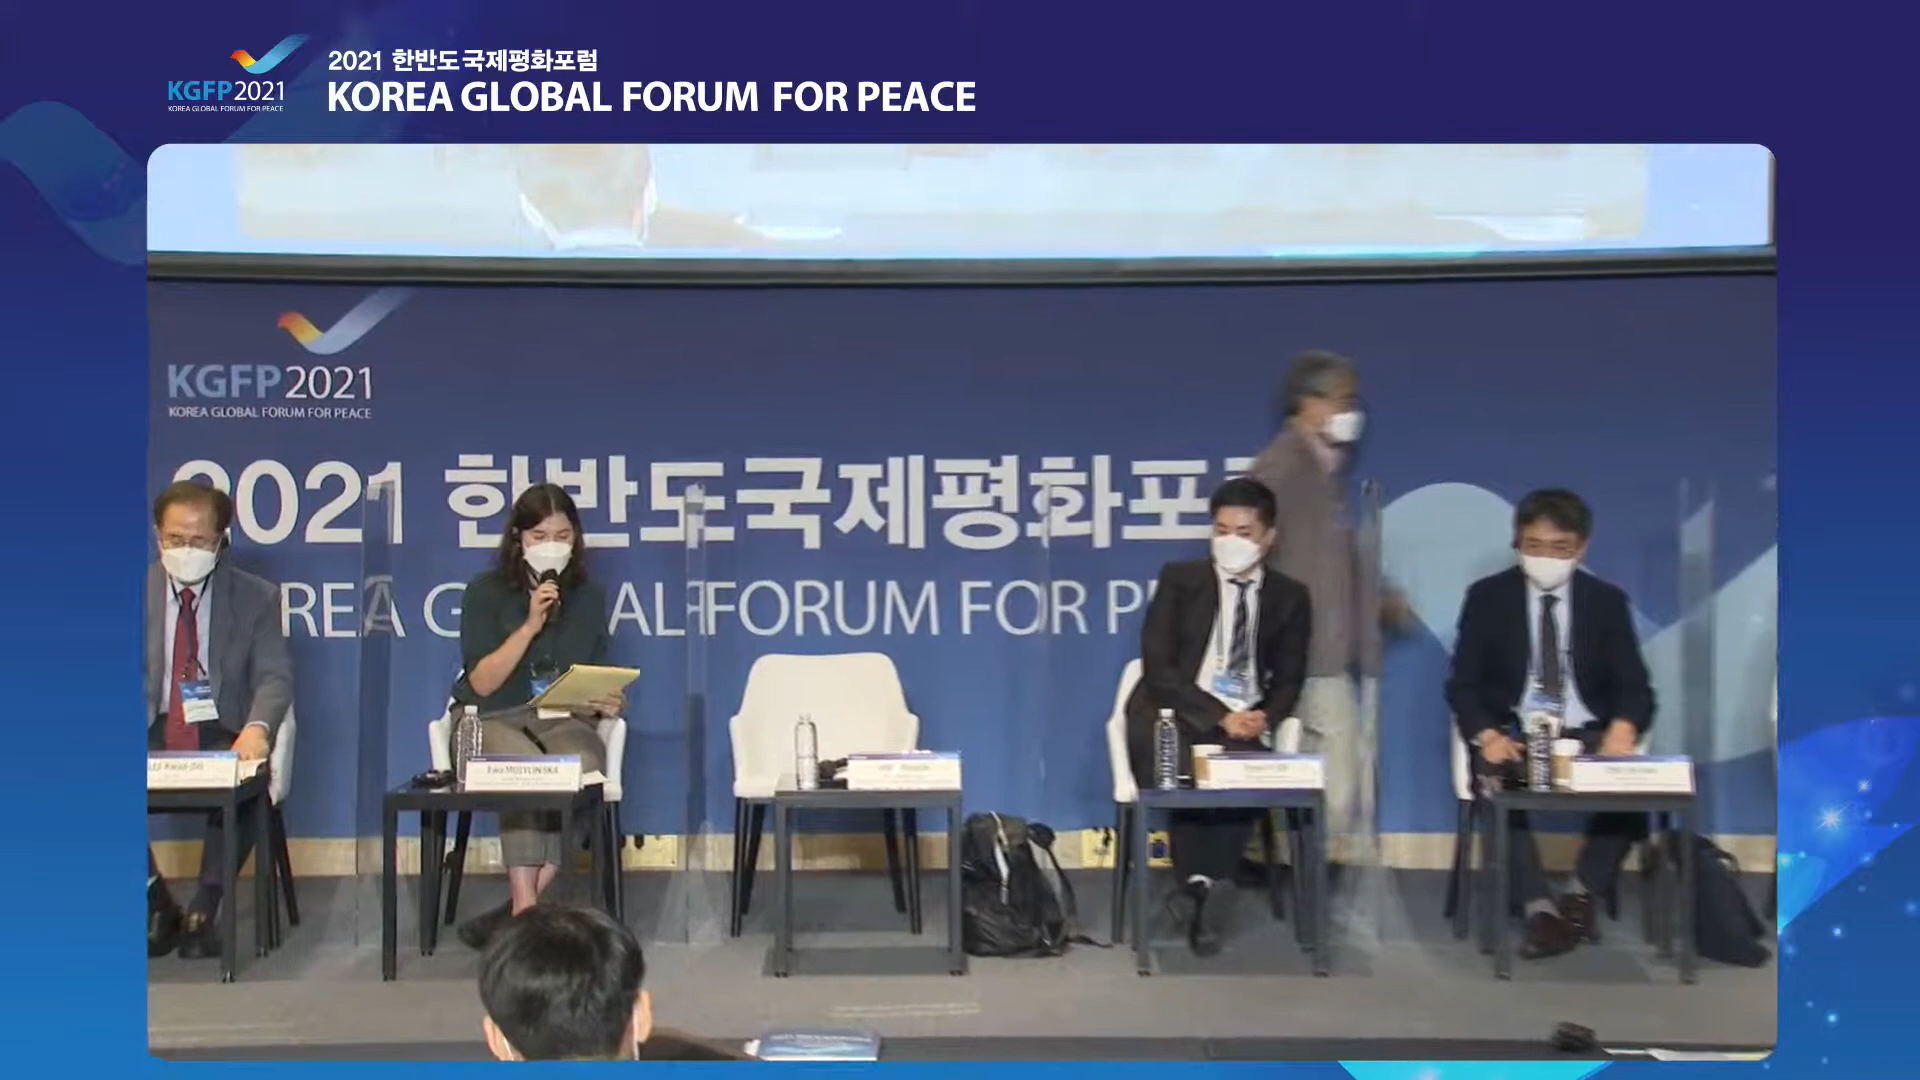 KGFP2021
KOREA GLOBAL FORUM FOR PEACE
2021 한반도국제평화포럼
KOREA GLOBAL FORUM FOR PEACE
KGFP2021
KOREA GLOBAL FORUM FOR PEACE
2021 한반도국제평화포
REA G AL FORUM FOR P